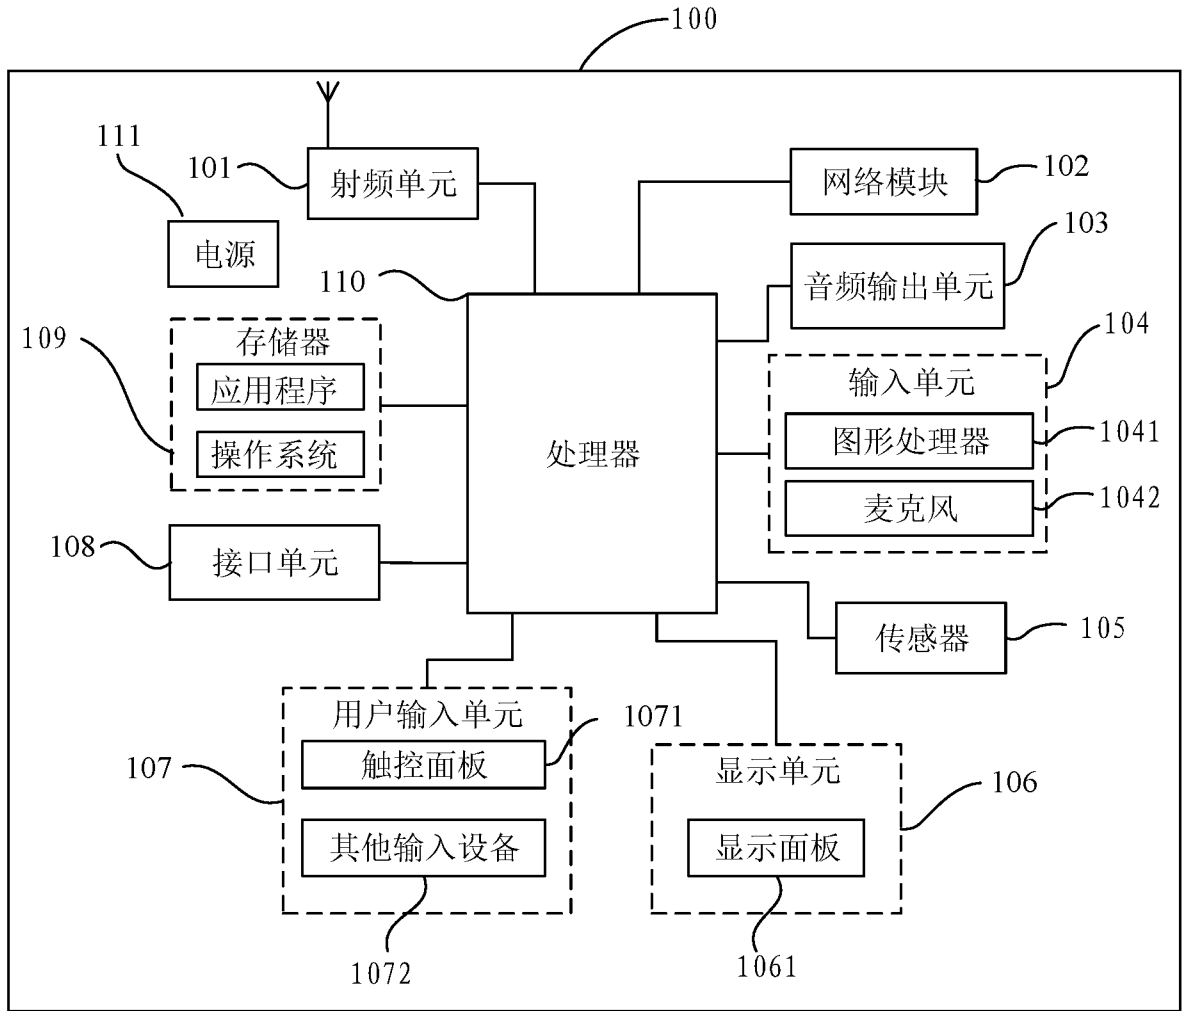 100
111
101
射频单元
网络模块
102
电源
103
110
音频输出单元
109
存储器
应用程序
操作系统
104
输入单元
图形处理器
1041
麦克风
1042
处理器
108
接口单元
传感器
105
用户输入单元
1071
触控面板
107
其他输入设备
1072
显示单元
106
显示面板
1061